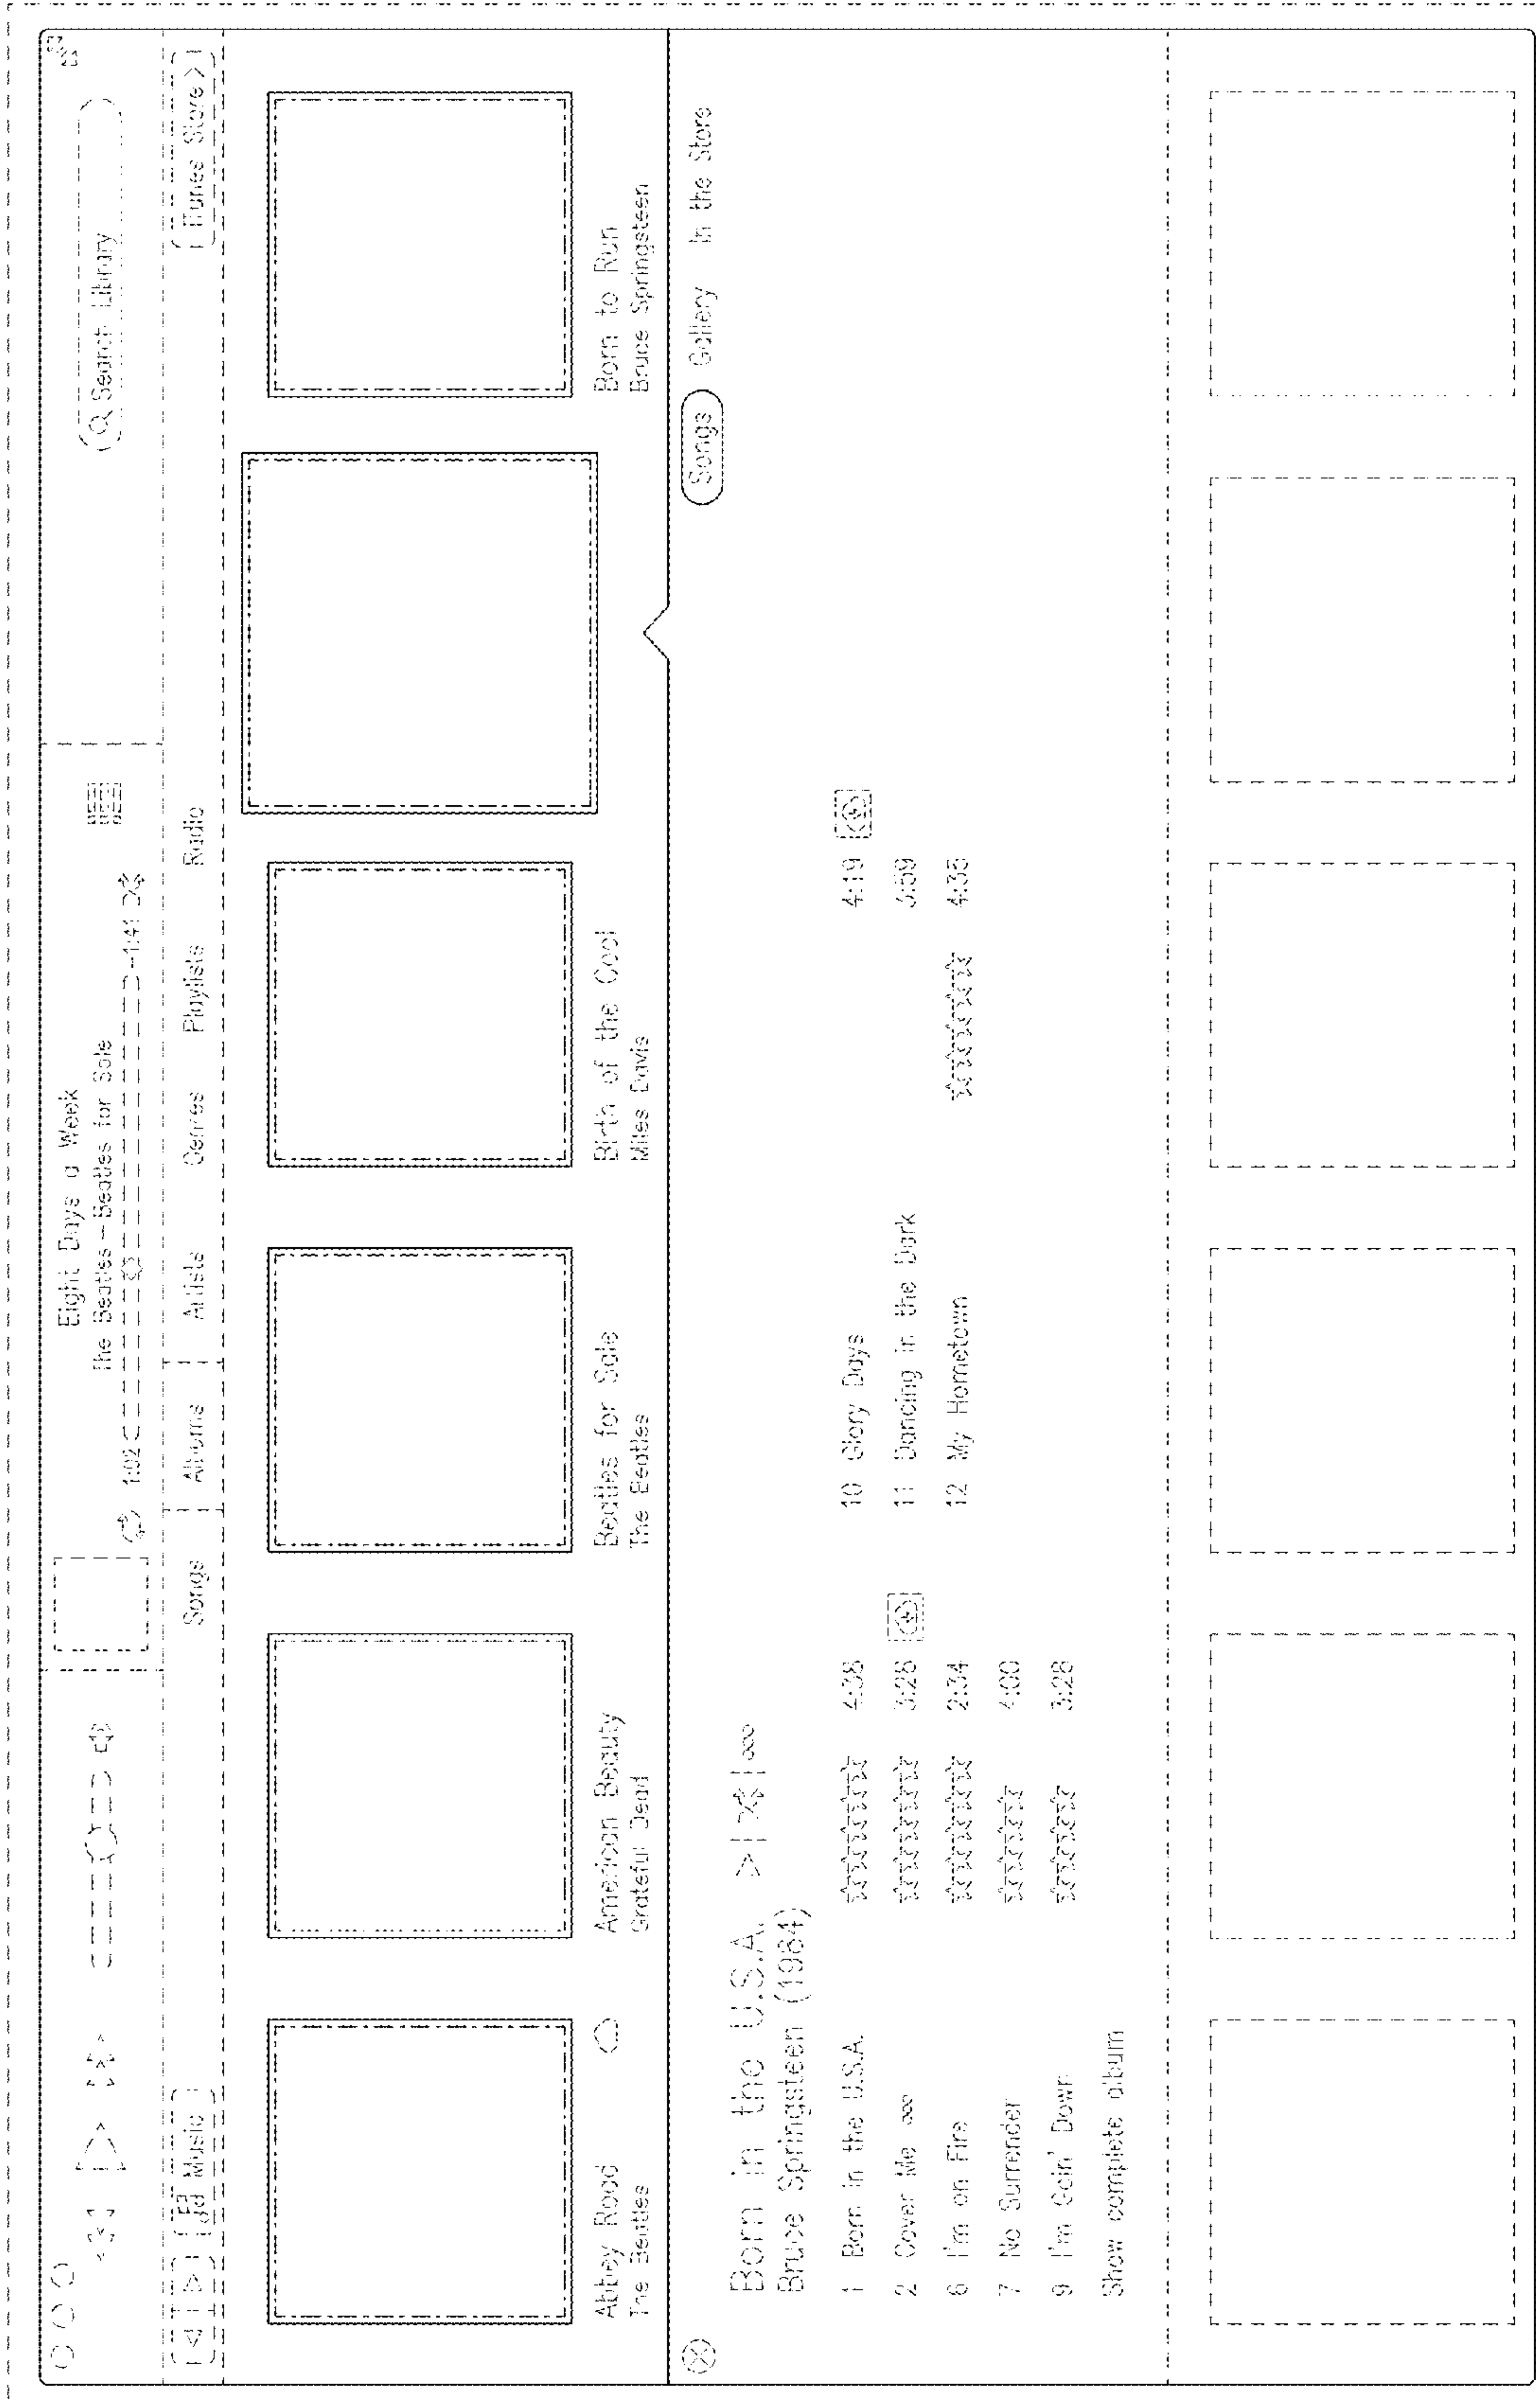 Eight Days a Week
The Beatles – Beatles for Sale
1:02 -1:41
Search Library
Music
Songs Albums Artists Genres Playlists Radio
iTunes Store >
Abbey Road
The Beatles
American Beauty
Grateful Dead
Beatles for Sale
The Beatles
Birth of the Cool
Miles Davis
Born to Run
Bruce Springsteen
Born in the U.S.A.
Bruce Springsteen (1984)
Songs Gallery In the Store
1 Born in the U.S.A. 4:38
2 Cover Me 3:28
6 I'm on Fire 2:34
7 No Surrender 4:00
9 I'm Goin' Down 3:28
Show complete album
10 Glory Days 4:19
11 Dancing in the Dark 3:59
12 My Hometown 4:33